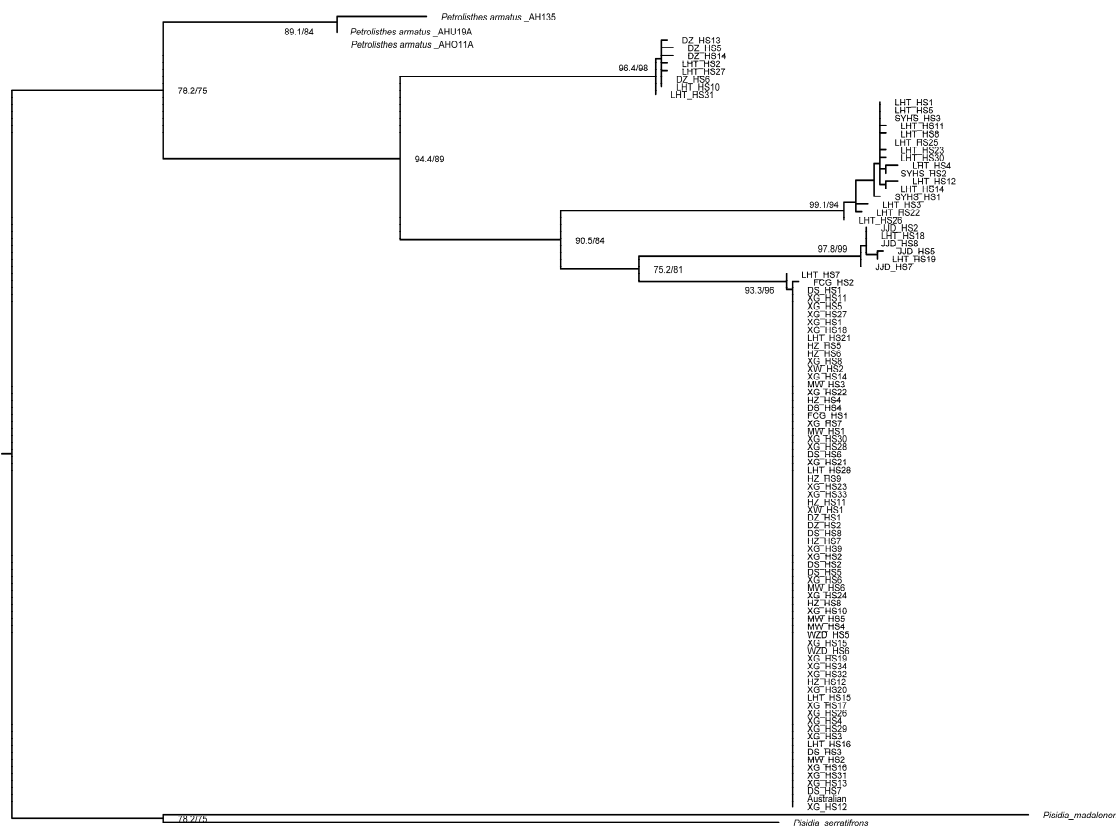 Petrolisthes armatus _AH135
89.1/84
Petrolisthes armatus _AHU19A
Petrolisthes armatus _AHO11A
DZ_HS13
DZ_HS5
DZ_HS14
LHT_HS2
96.4/98
LHT_HS27
DZ_HS6
LHT_HS10
LHT_HS31
78.2/75
LHT_HS1
LHT_HS5
SYHS_HS3
LHT_HS11
LHT_HS8
LHT_HS25
LHT_HS23
LHT_HS30
94.4/89
LHT_HS4
SYHS_HS2
LHT_HS12
LHT_HS14
SYHS_HS1
99.1/94
LHT_HS3
LHT_HS22
LHT_HS26
JJD_HS2
LHT_HS18
90.5/84
JJD_HS8
97.8/99
JJD_HS5
LHT_HS19
JJD_HS7
75.2/81
LHT_HS7
FCG_HS2
93.3/96
DS_HS1
XG_HS11
XG_HS5
XG_HS27
XG_HS1
XG_HS18
LHT_HS21
HZ_HS5
HZ_HS6
XG_HS8
XW_HS2
XG_HS14
MW_HS3
XG_HS22
HZ_HS4
DS_HS4
FCG_HS1
XG_HS7
MW_HS1
XG_HS30
XG_HS28
DS_HS6
XG_HS21
LHT_HS28
HZ_HS9
XG_HS23
XG_HS33
HZ_HS11
XW_HS1
DZ_HS1
DZ_HS2
DS_HS8
HZ_HS7
XG_HS9
XG_HS2
DS_HS2
DS_HS5
XG_HS6
MW_HS6
XG_HS24
HZ_HS8
XG_HS10
MW_HS5
MW_HS4
WZD_HS5
XG_HS15
WZD_HS6
XG_HS19
XG_HS34
XG_HS32
HZ_HS12
XG_HS20
LHT_HS15
XG_HS17
XG_HS26
XG_HS4
XG_HS29
XG_HS3
LHT_HS16
DS_HS3
MW_HS2
XG_HS16
XG_HS31
XG_HS13
DS_HS7
Australian
XG_HS12
78.2/75
Pisidia_serratifrons